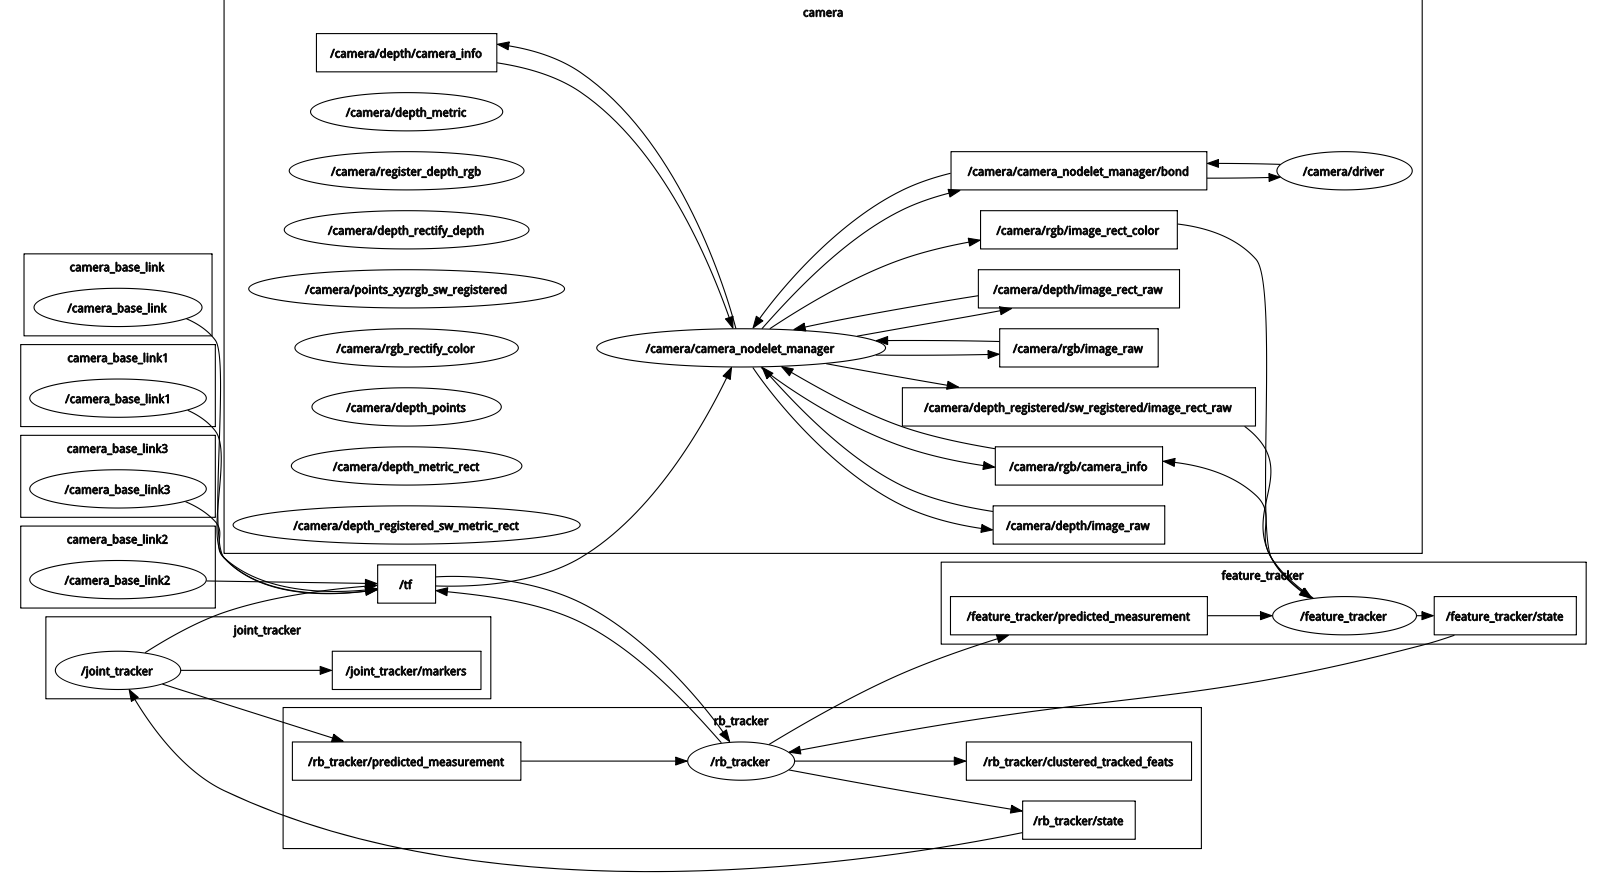 camera
/camera/depth/camera_info
/camera/depth_metric
/camera/register_depth_rgb
/camera/camera_nodelet_manager/bond
/camera/driver
/camera/depth_rectify_depth
/camera/rgb/image_rect_color
camera_base_link
/camera_base_link
/camera/points_xyzrgb_sw_registered
/camera/depth/image_rect_raw
camera_base_link1
/camera_base_link1
/camera/rgb_rectify_color
/camera/camera_nodelet_manager
/camera/rgb/image_raw
/camera/depth_points
/camera/depth_registered/sw_registered/image_rect_raw
camera_base_link3
/camera_base_link3
/camera/depth_metric_rect
/camera/rgb/camera_info
/camera/depth_registered_sw_metric_rect
/camera/depth/image_raw
camera_base_link2
/camera_base_link2
/tf
feature_tracker
/feature_tracker/predicted_measurement
/feature_tracker
/feature_tracker/state
joint_tracker
/joint_tracker
/joint_tracker/markers
rb_tracker
/rb_tracker/predicted_measurement
/rb_tracker
/rb_tracker/clustered_tracked_feats
/rb_tracker/state